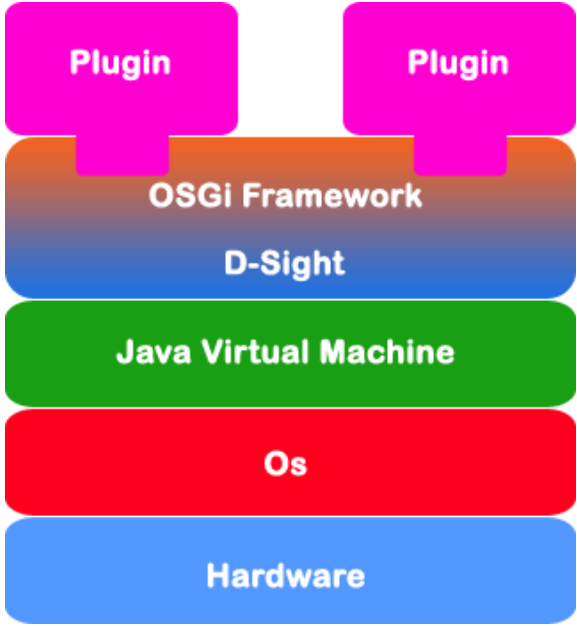 Plugin
Plugin
OSGi Framework
D-Sight
Java Virtual Machine
Os
Hardware